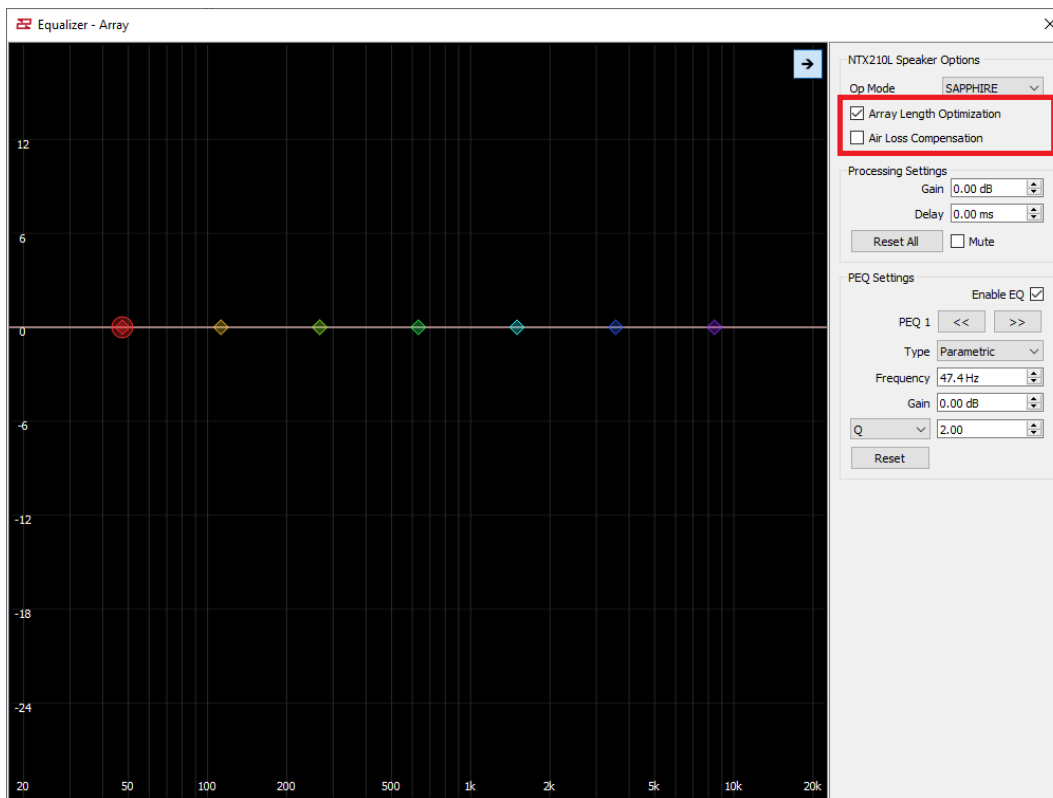 Equalizer - Array
NTX210L Speaker Options
Op Mode SAPPHIRE
Array Length Optimization
Air Loss Compensation
Processing Settings
Gain 0.00 dB
Delay 0.00 ms
Reset All Mute
PEQ Settings
Enable EQ
PEQ 1 << >>
Type Parametric
Frequency 47.4 Hz
Gain 0.00 dB
Q 2.00
Reset
12
6
0
-6
-12
-18
-24
20 50 100 200 500 1k 2k 5k 10k 20k